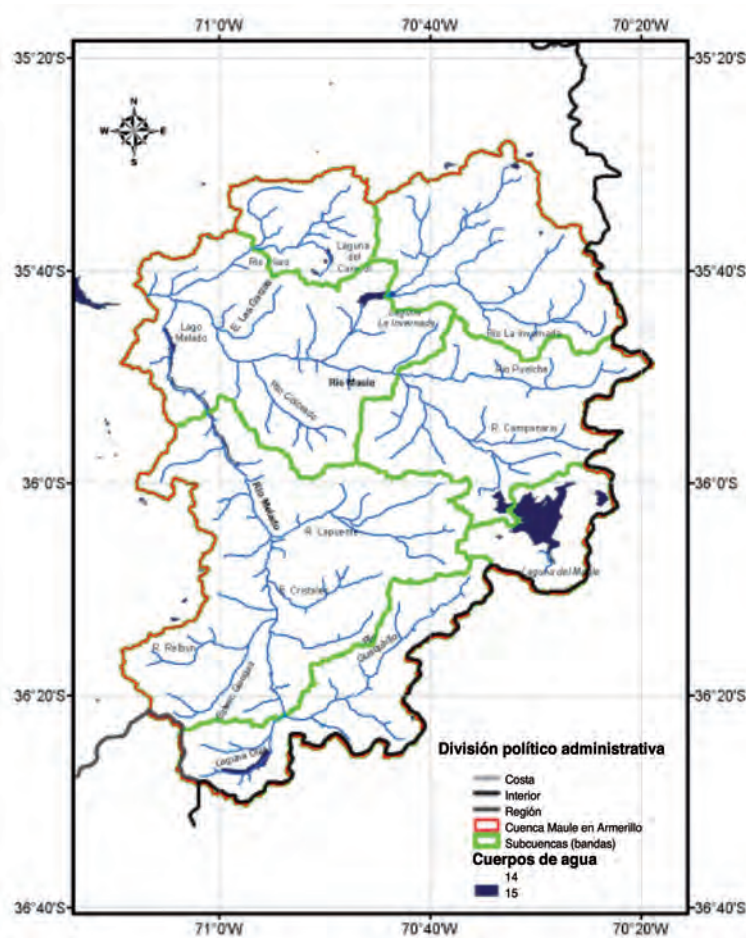 71°0'W 70°40'W 70°20'W
35°20'S 35°20'S
N
W E
S
Laguna
del
35°40'S 35°40'S
E. Las Garzas
Lago
Melado
Laguna
La Invernada
Río La Invernada
Río Puelche
Río Maule
Río Colorado
R. Campanario
36°0'S 36°0'S
Río Melado
R. Lapuente
Laguna del Maule
R. Cristales
R. Relbun
Río
Guaiquivilo
36°20'S 36°20'S
Laguna Dial
División político administrativa
Costa
Interior
Región
Cuenca Maule en Armerillo
Subcuencas (bandas)
Cuerpos de agua
14
15
36°40'S 36°40'S
71°0'W 70°40'W 70°20'W